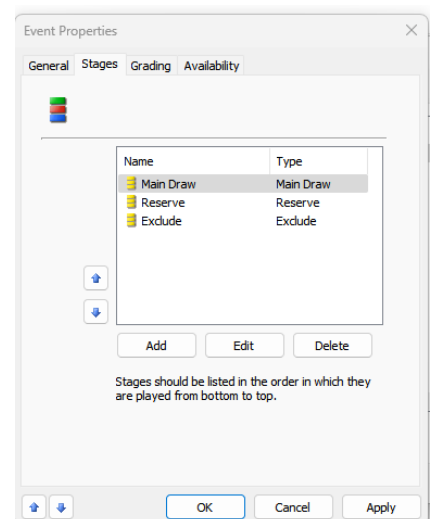 Event Properties
General Stages Grading Availability
Name Type
Main Draw Main Draw
Reserve Reserve
Exclude Exclude
Add Edit Delete
Stages should be listed in the order in which they
are played from bottom to top.
OK Cancel Apply